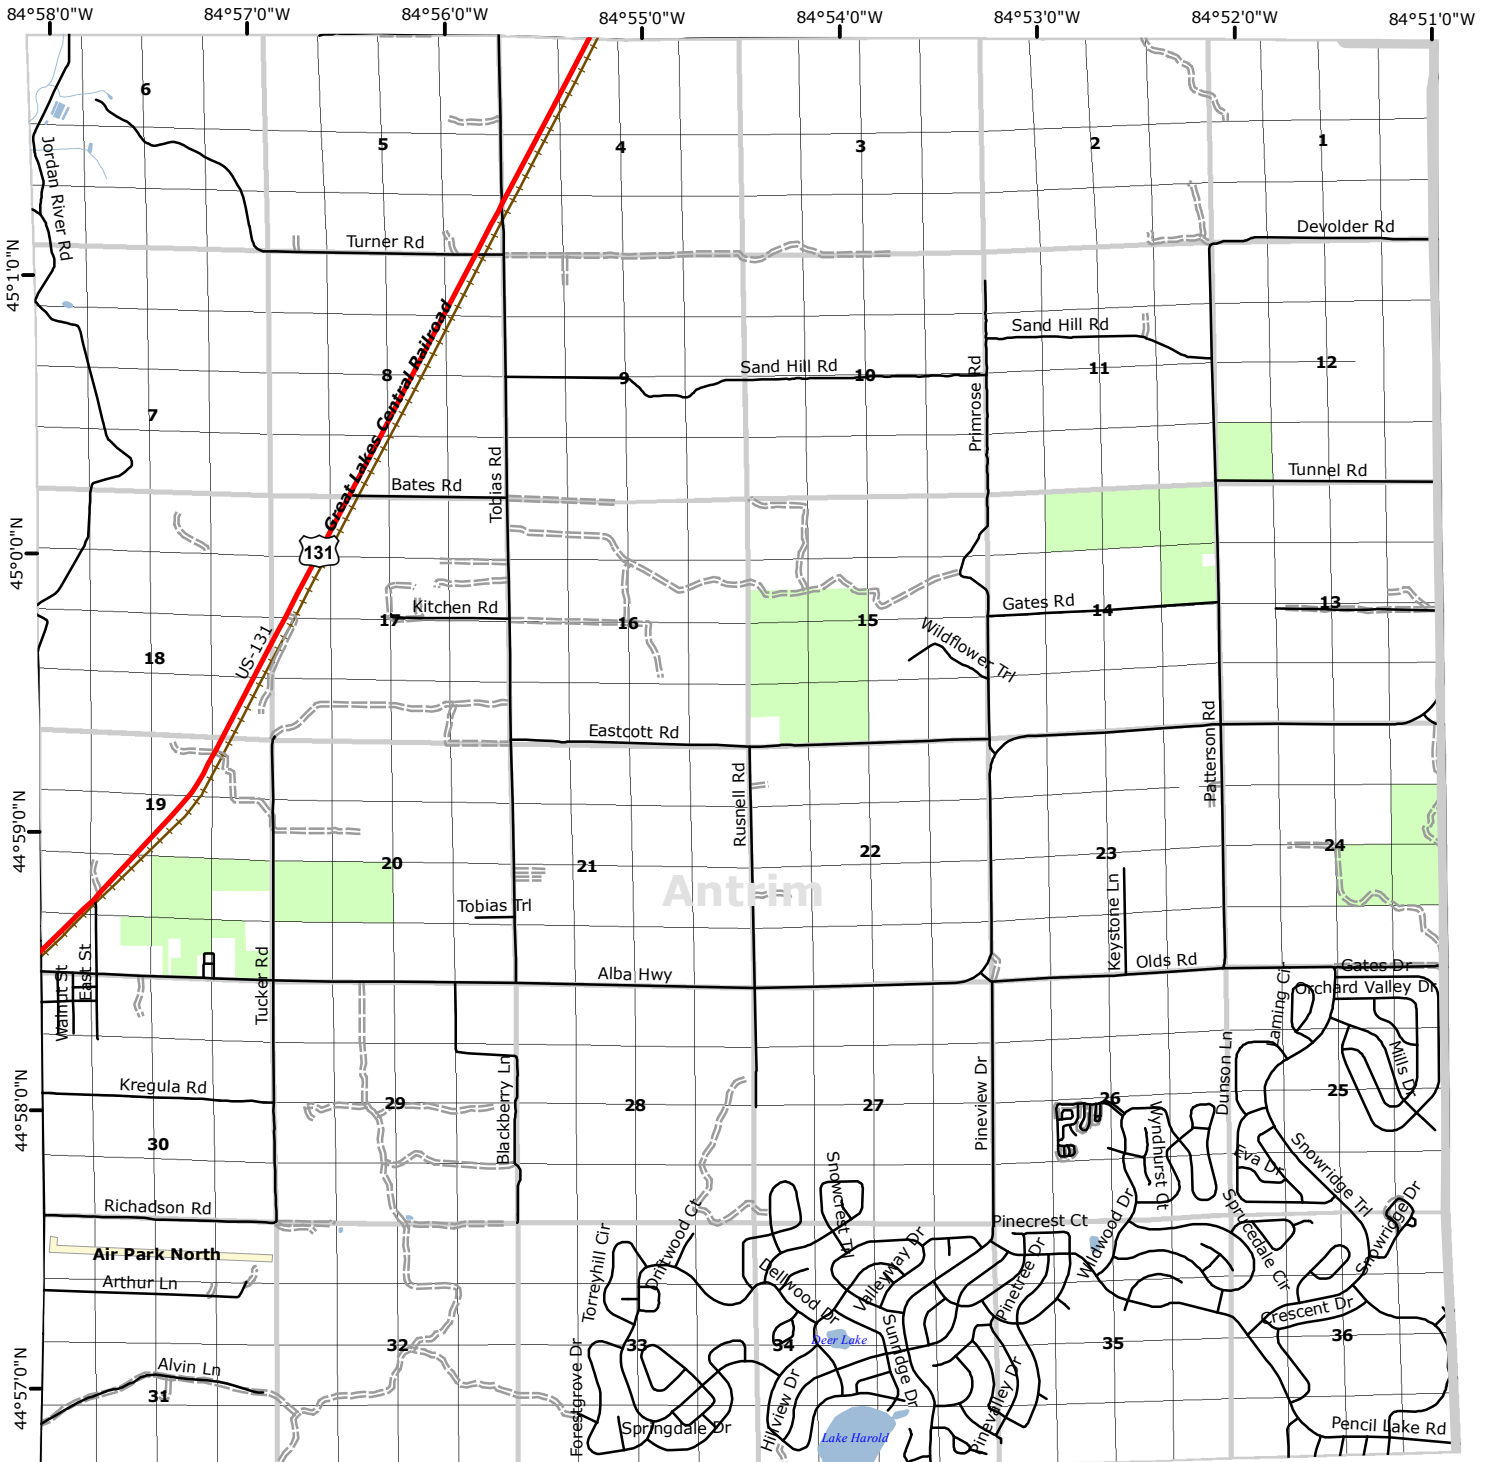 84°58'0"W
84°57'0"W
84°56'0"W
84°55'0"W
84°54'0"W
84°53'0"W
84°52'0"W
84°51'0"W
6
5
4
3
2
1
Jordan River Rd
45°1'0"N
Turner Rd
Devolder Rd
Great Lakes Central Railroad
Sand Hill Rd
Sand Hill Rd
Primrose Rd
7
8
9
10
11
12
Tobias Rd
Bates Rd
Tunnel Rd
45°0'0"N
131
Kitchen Rd
Gates Rd
18
17
16
15
14
13
US-131
Wildflower Trl
Eastcott Rd
Patterson Rd
Rusnell Rd
44°59'0"N
19
20
21
22
23
24
Antrim
Tobias Trl
Keystone Ln
Tucker Rd
Walnut St
East St
Alba Hwy
Olds Rd
Gates Dr
Orchard Valley Dr
Laming Cir
Mills Dr
44°58'0"N
Kregula Rd
Blackberry Ln
Pineview Dr
Dunson Ln
30
29
28
27
26
25
Wyndhurst Ct
Eva Dr
Snowridge Trl
Richadson Rd
Snowcrest Trl
Pinecrest Ct
Wildwood Dr
Sprucedale Cir
Snowridge Dr
Air Park North
Arthur Ln
Torreyhill Cir
Driftwood Ct
Dellwood Dr
Valleyway Dr
Pinetree Dr
Crescent Dr
Deer Lake
44°57'0"N
31
32
33
34
35
36
Alvin Ln
Forestgrove Dr
Springdale Dr
Hillview Dr
Sunridge Dr
Pinevalley Dr
Lake Harold
Pencil Lake Rd